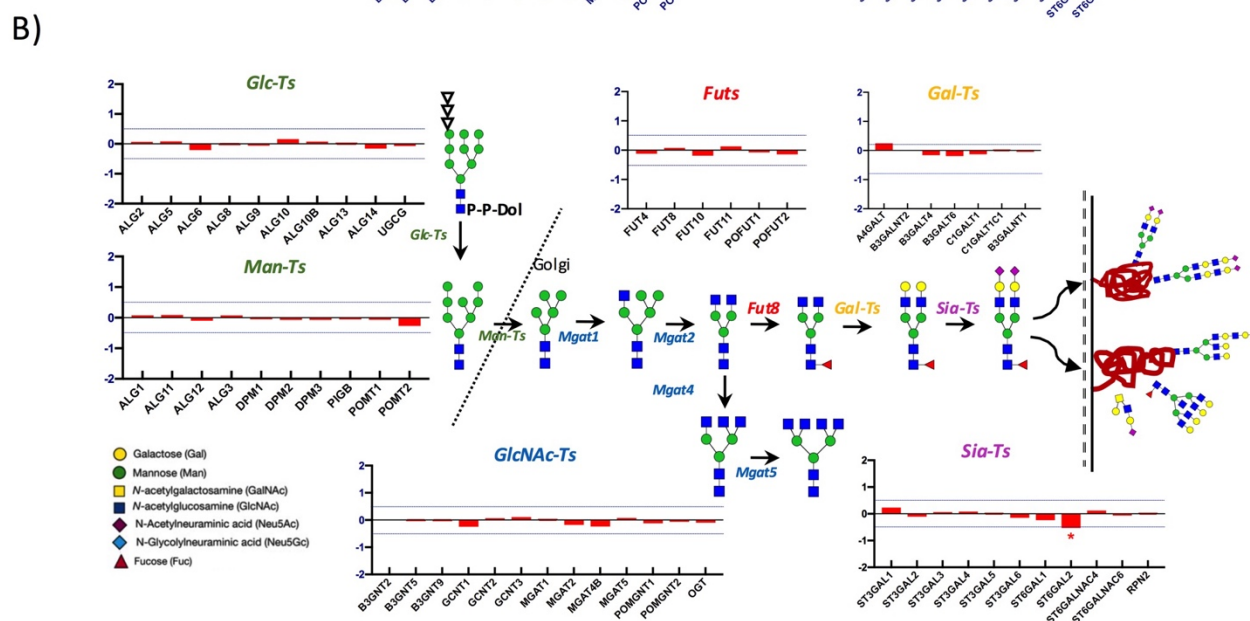 B)
Glc-Ts
2
1
0
-1
-2
ALG2
ALG5
ALG6
ALG8
ALG9
ALG10
ALG10B
ALG13
ALG14
UGCG
P-P-Dol
Glc-Ts
Futs
2
1
0
-1
-2
FUT4
FUT8
FUT10
FUT11
POFUT1
POFUT2
Gal-Ts
2
1
0
-1
-2
A4GALT
B3GALNT2
B3GALT4
B3GALT6
C1GALT1
C1GALT1C1
B3GALNT1
Man-Ts
2
1
0
-1
-2
ALG1
ALG11
ALG12
ALG3
DPM1
DPM2
DPM3
PIGB
POMT1
POMT2
Golgi
Man-Ts
Mgat1
Mgat2
Fut8
Gal-Ts
Sia-Ts
Mgat4
Mgat5
Galactose (Gal)
Mannose (Man)
N-acetylgalactosamine (GalNAc)
N-acetylglucosamine (GlcNAc)
N-Acetylneuraminic acid (Neu5Ac)
N-Glycolylneuraminic acid (Neu5Gc)
Fucose (Fuc)
GlcNAc-Ts
2
1
0
-1
-2
B3GNT2
B3GNT5
B3GNT9
GCNT1
GCNT2
GCNT3
MGAT1
MGAT2
MGAT4B
MGAT5
POMGNT1
POMGNT2
OGT
Sia-Ts
2
1
0
-1
-2
*
ST3GAL1
ST3GAL2
ST3GAL3
ST3GAL4
ST3GAL5
ST3GAL6
ST6GAL1
ST6GAL2
ST6GALNAC4
ST6GALNAC6
RPN2